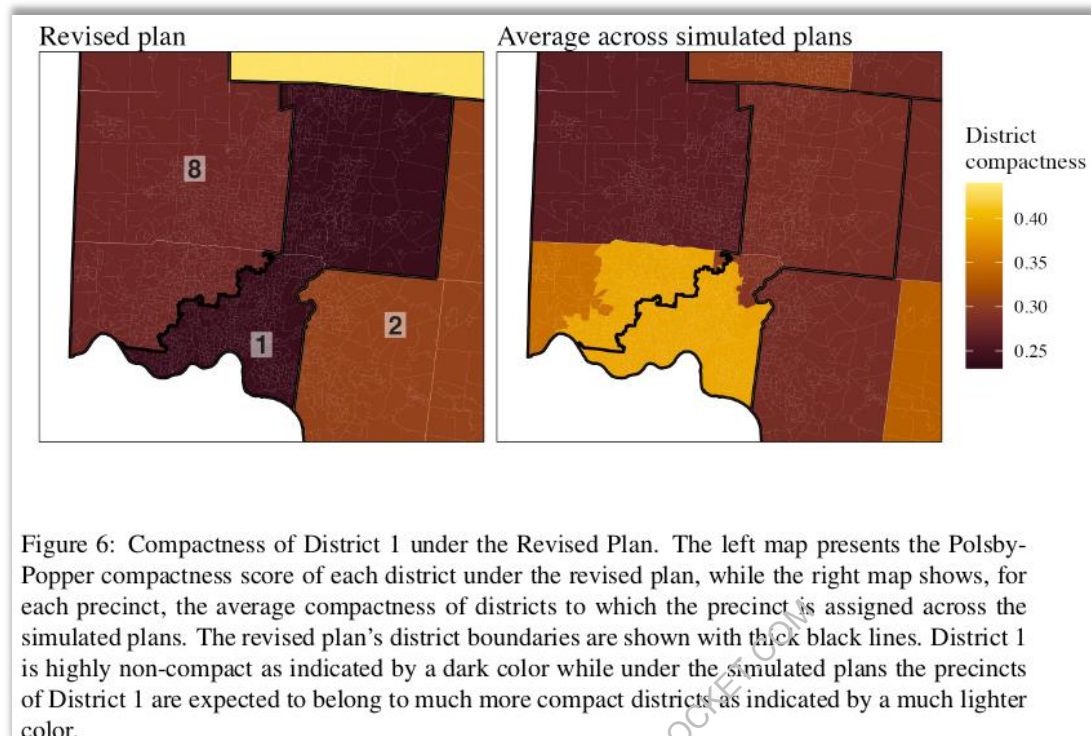 Revised plan
Average across simulated plans
8
1
2
District
compactness
0.40
0.35
0.30
0.25
Figure 6: Compactness of District 1 under the Revised Plan. The left map presents the Polsby-
Popper compactness score of each district under the revised plan, while the right map shows, for
each precinct, the average compactness of districts to which the precinct is assigned across the
simulated plans. The revised plan's district boundaries are shown with thick black lines. District 1
is highly non-compact as indicated by a dark color while under the simulated plans the precincts
of District 1 are expected to belong to much more compact districts as indicated by a much lighter
color.
OCKET.COM